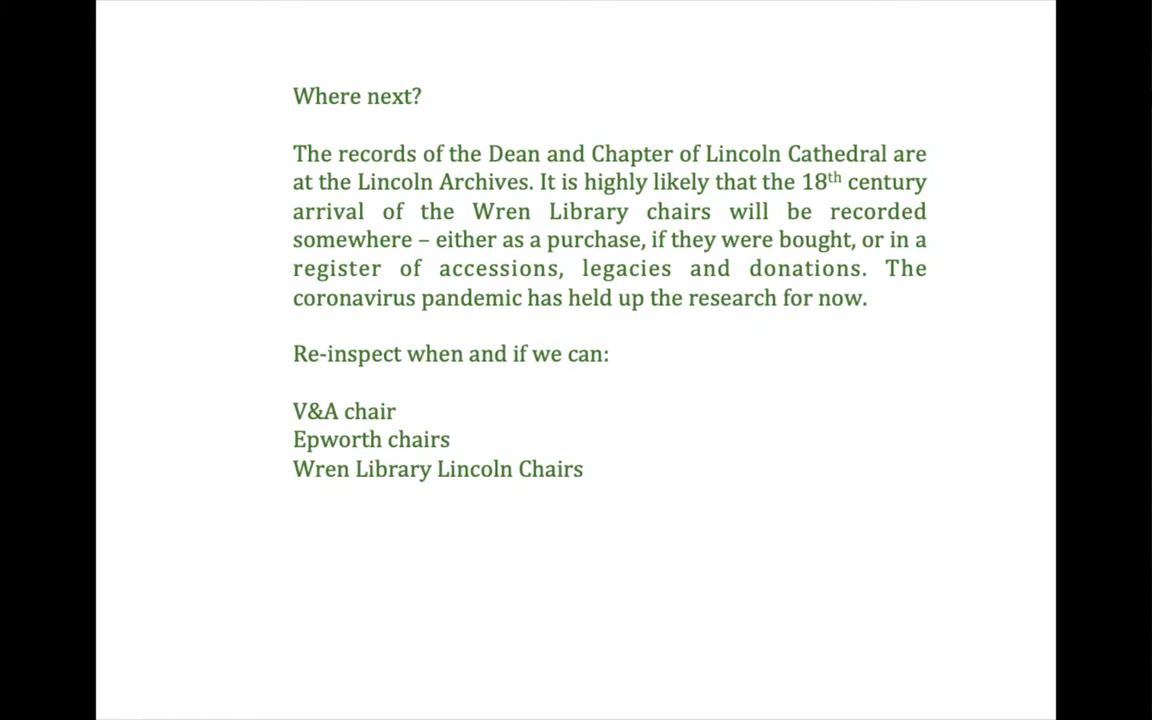 Where next?
The records of the Dean and Chapter of Lincoln Cathedral are
at the Lincoln Archives. It is highly likely that the 18th century
arrival of the Wren Library chairs will be recorded
somewhere – either as a purchase, if they were bought, or in a
register of accessions, legacies and donations. The
coronavirus pandemic has held up the research for now.
Re-inspect when and if we can:
V&A chair
Epworth chairs
Wren Library Lincoln Chairs